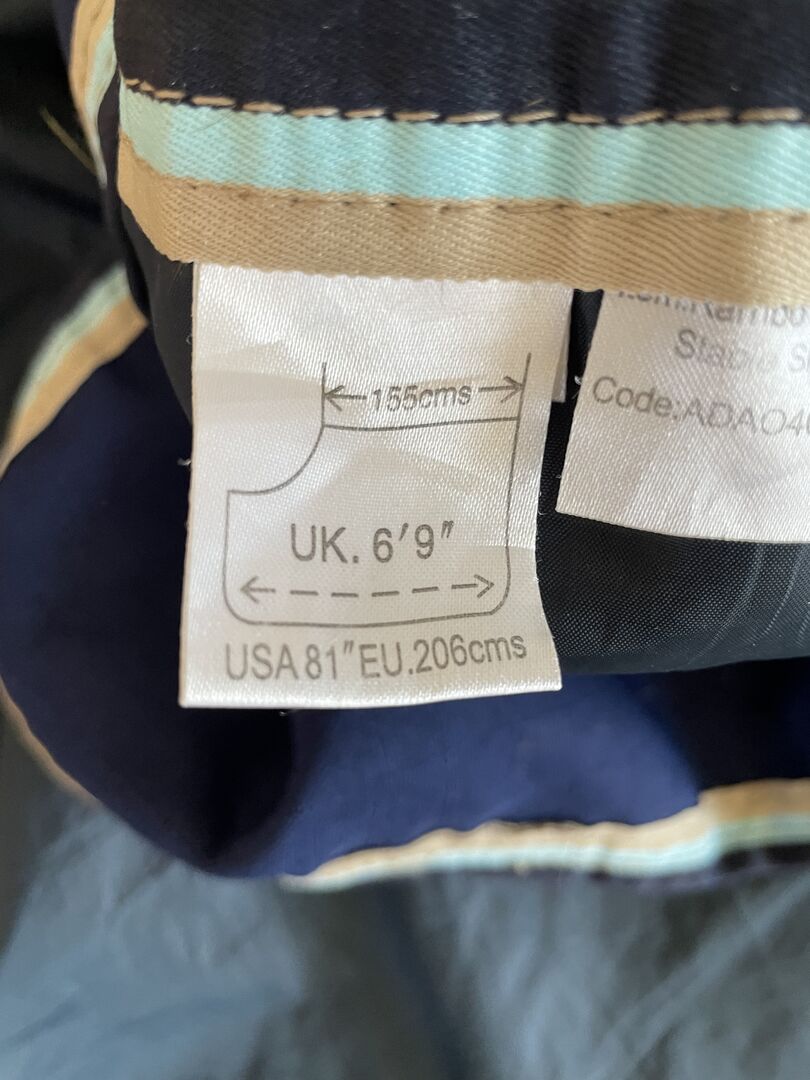 155cms
UK. 6'9"
USA 81" EU.206cms
Stable S
Code:ADAO4